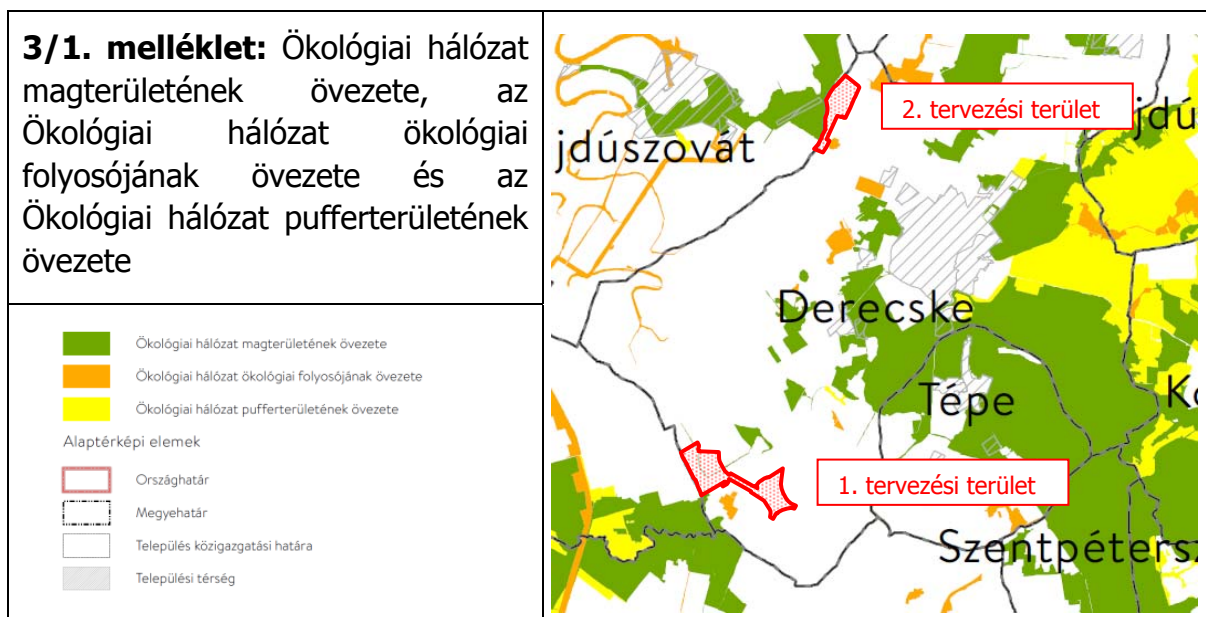 3/1. melléklet: Ökológiai hálózat
magterületének övezete, az
Ökológiai hálózat ökológiai
folyosójának övezete és az
Ökológiai hálózat pufferterületének
övezete
Ökológiai hálózat magterületének övezete
Ökológiai hálózat ökológiai folyosójának övezete
Ökológiai hálózat pufferterületének övezete
Alaptérképi elemek
Országhatár
Megyehatár
Település közigazgatási határa
Települési térség
2. tervezési terület
jdú
jdúszovát
Derecske
Tépe
Ko
1. tervezési terület
Szentpétersz